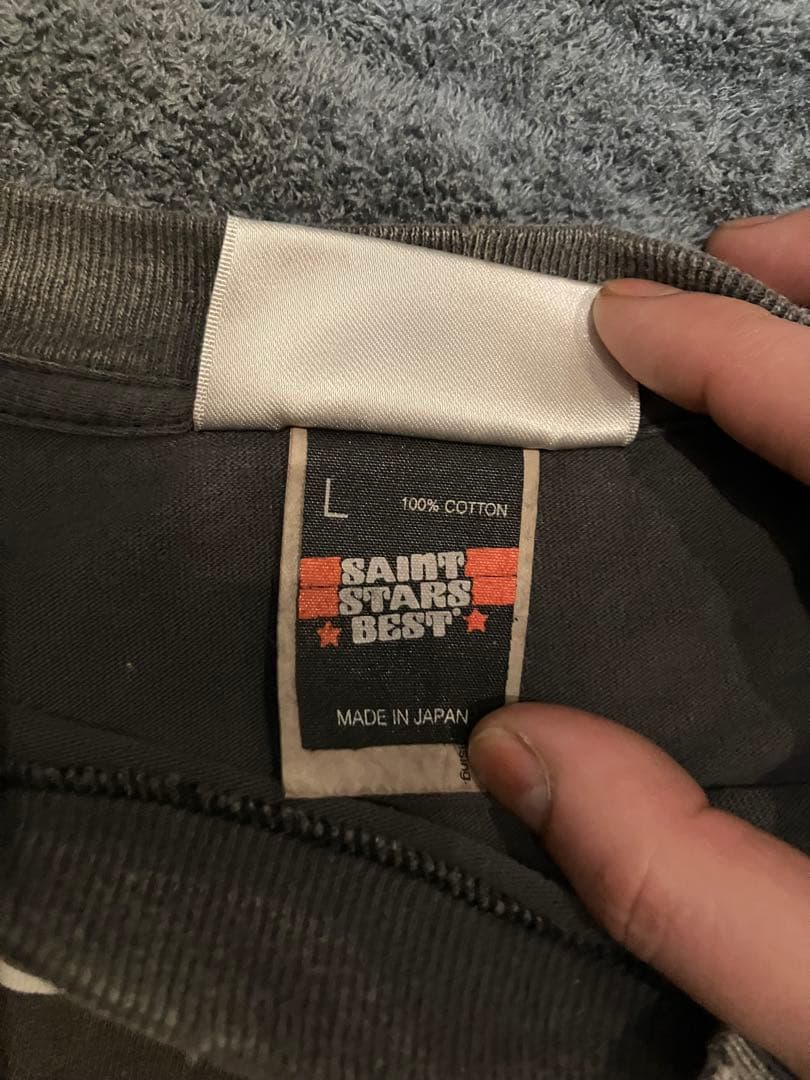 L
100% COTTON
SAINT
STARS
BEST
MADE IN JAPAN